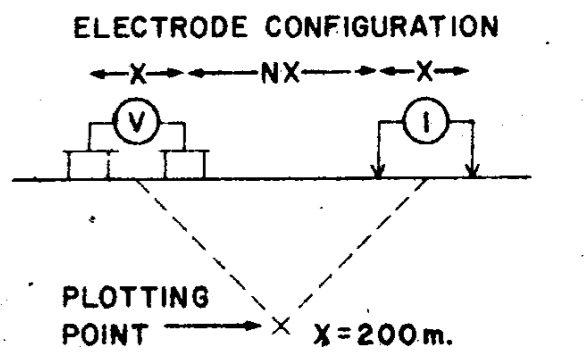 ELECTRODE CONFIGURATION
X NX X
V I
PLOTTING
POINT X = 200 m.